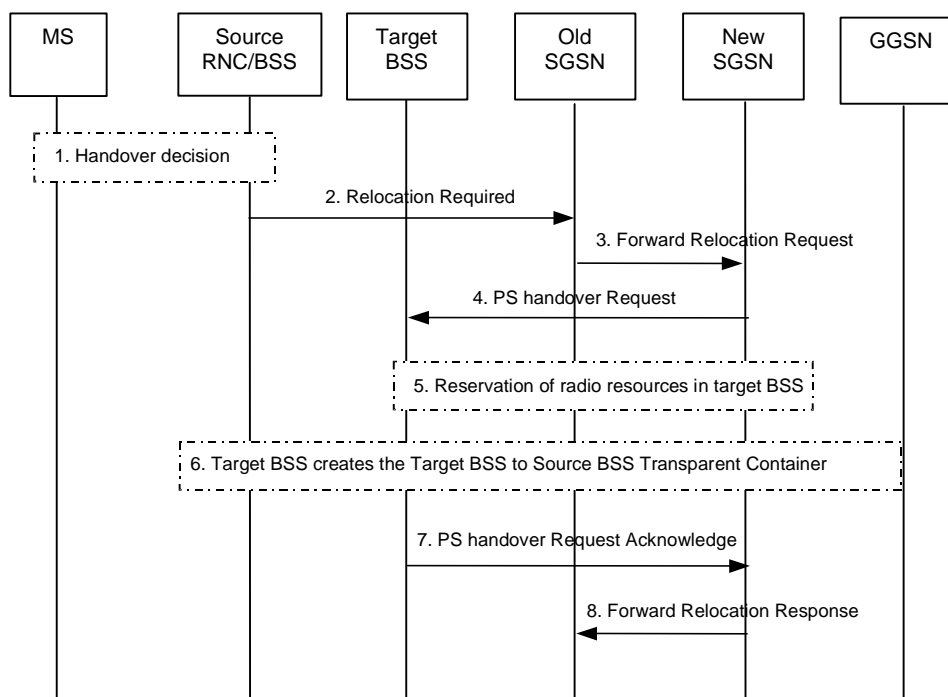 MS
Source
RNC/BSS
Target
BSS
Old
SGSN
New
SGSN
GGSN
1. Handover decision
2. Relocation Required
3. Forward Relocation Request
4. PS handover Request
5. Reservation of radio resources in target BSS
6. Target BSS creates the Target BSS to Source BSS Transparent Container
7. PS handover Request Acknowledge
8. Forward Relocation Response